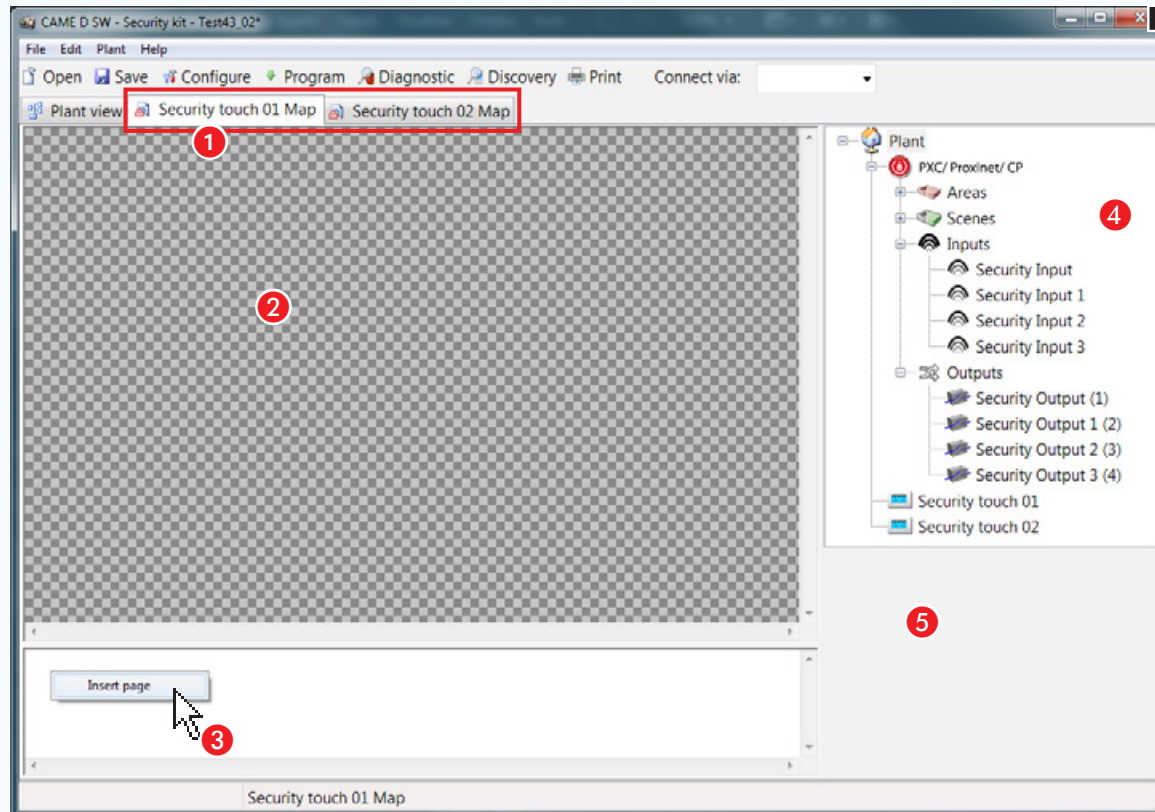 CAME D SW - Security kit - Test43_02*
File Edit Plant Help
Open Save Configure Program Diagnostic Discovery Print Connect via:
Plant view Security touch 01 Map Security touch 02 Map
1
2
Plant
PXC/ Proxinet/ CP
Areas
Scenes
4
Inputs
Security Input
Security Input 1
Security Input 2
Security Input 3
Outputs
Security Output (1)
Security Output 1 (2)
Security Output 2 (3)
Security Output 3 (4)
Security touch 01
Security touch 02
5
Insert page
3
Security touch 01 Map